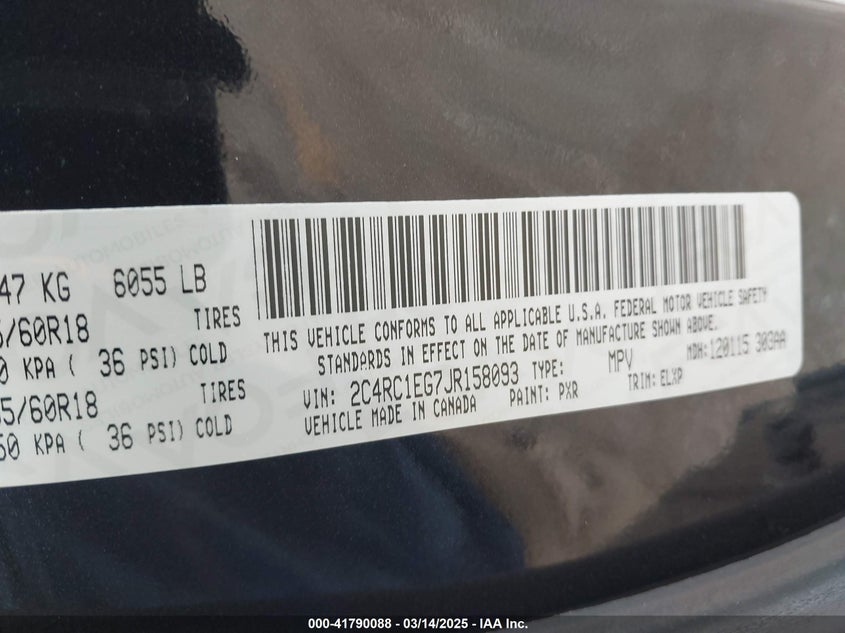 47 KG 6055 LB
/60R18 TIRES
0 KPA ( 36 PSI) COLD
5/60R18 TIRES
50 KPA ( 36 PSI) COLD
THIS VEHICLE CONFORMS TO ALL APPLICABLE U.S.A. FEDERAL MOTOR VEHICLE SAFETY
STANDARDS IN EFFECT ON THE DATE OF MANUFACTURE SHOWN ABOVE.
VIN: 2C4RC1EG7JR158093 TYPE: MPV MDH:120115 303AA
VEHICLE MADE IN CANADA PAINT: PXR TRIM: ELXP
000-41790088 - 03/14/2025 - IAA Inc.